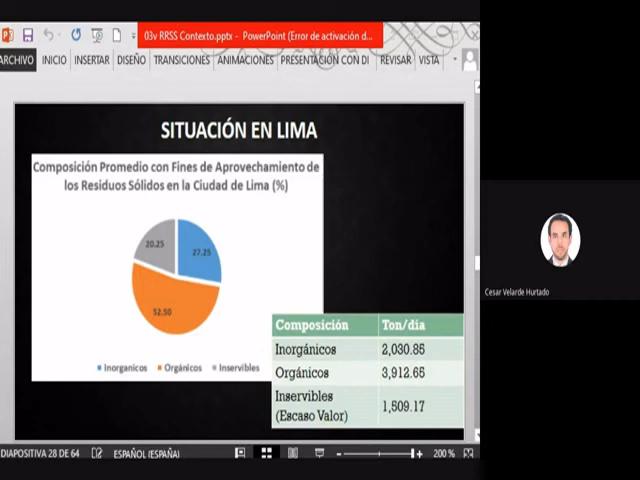 03v RRSS Contexto.pptx - PowerPoint (Error de activación d...
ARCHIVO INICIO INSERTAR DISEÑO TRANSICIONES ANIMACIONES PRESENTACIÓN CON DI REVISAR VISTA
SITUACIÓN EN LIMA
Composición Promedio con Fines de Aprovechamiento de
los Residuos Sólidos en la Ciudad de Lima (%)
20.25
27.25
52.50
Inorganicos Orgánicos Inservibles
Composición Ton/dia
Inorgánicos 2,030.85
Orgánicos 3,912.65
Inservibles
(Escaso Valor) 1,509.17
Cesar Velarde Hurtado
DIAPOSITIVA 28 DE 64 ESPAÑOL (ESPAÑA) 200 %